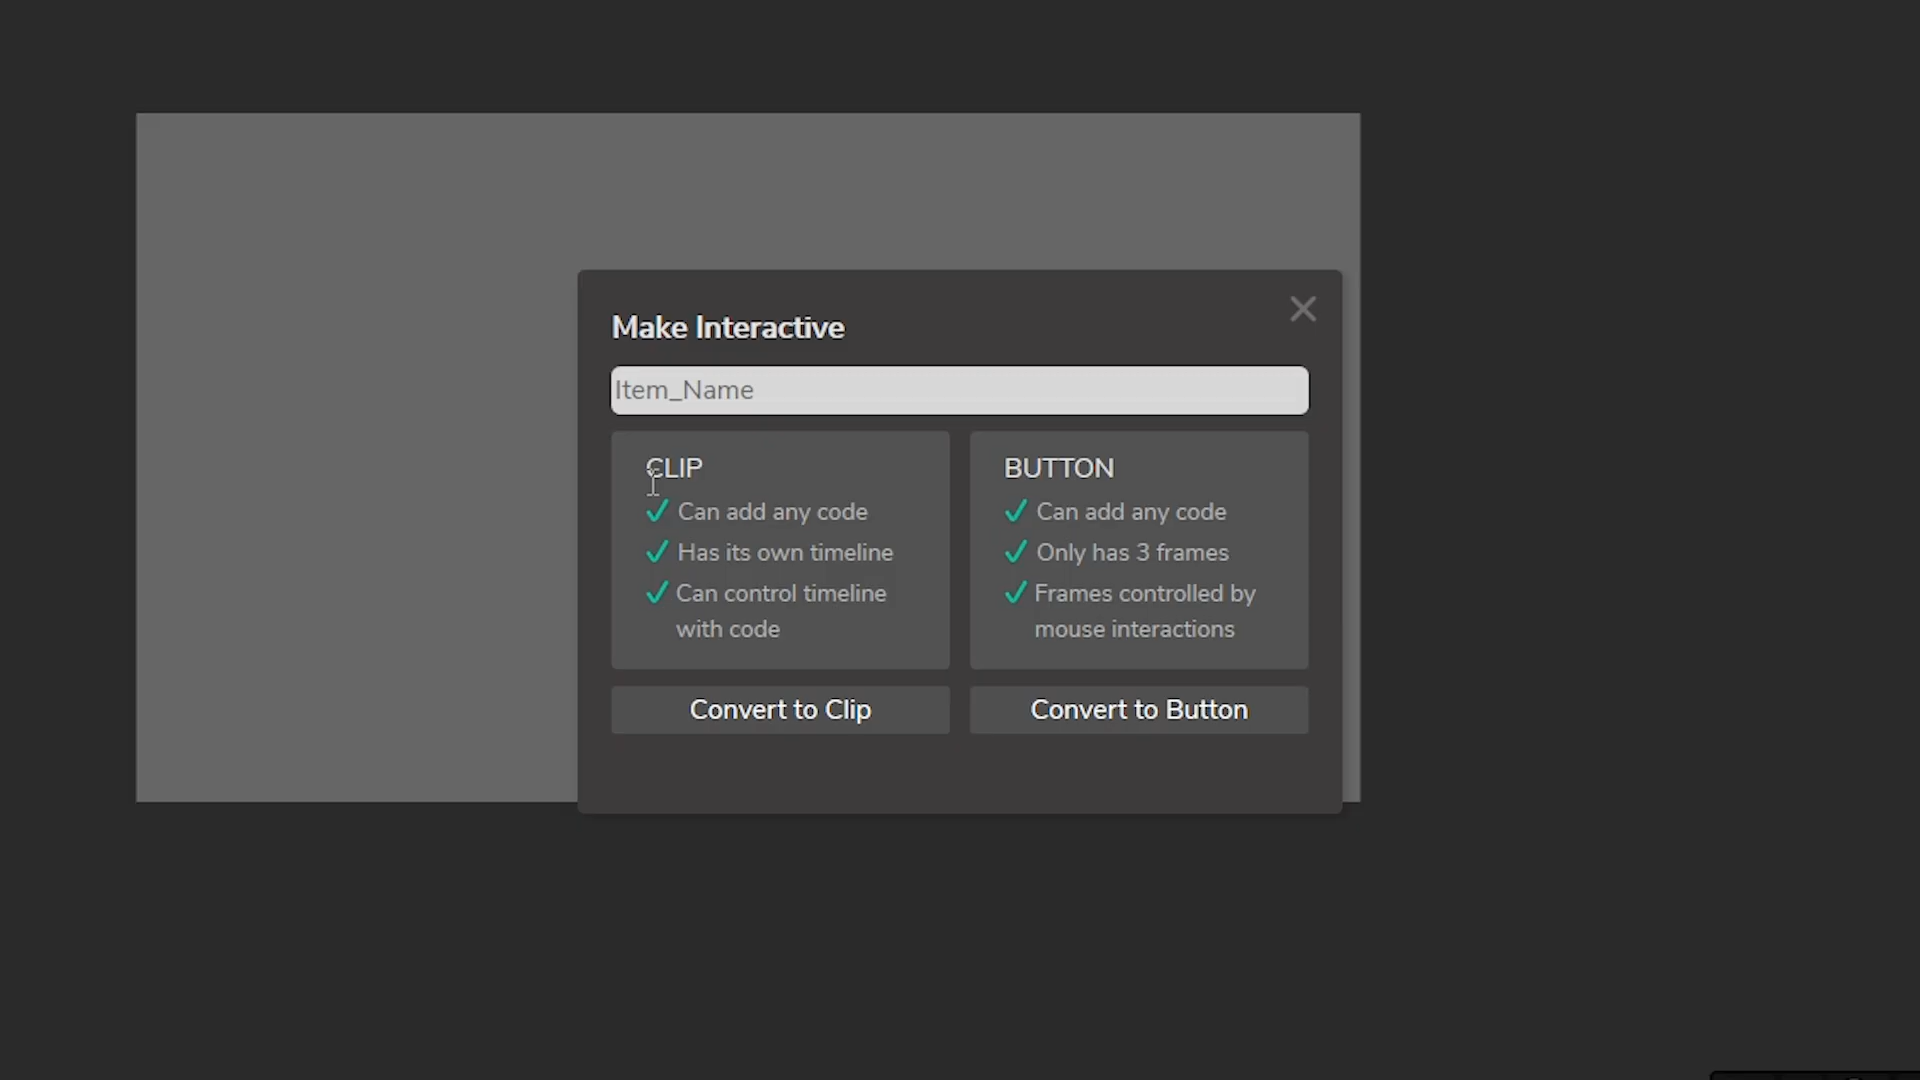 Make Interactive
Item_Name
CLIP
Can add any code
Has its own timeline
Can control timeline
with code
BUTTON
Can add any code
Only has 3 frames
Frames controlled by
mouse interactions
Convert to Clip
Convert to Button